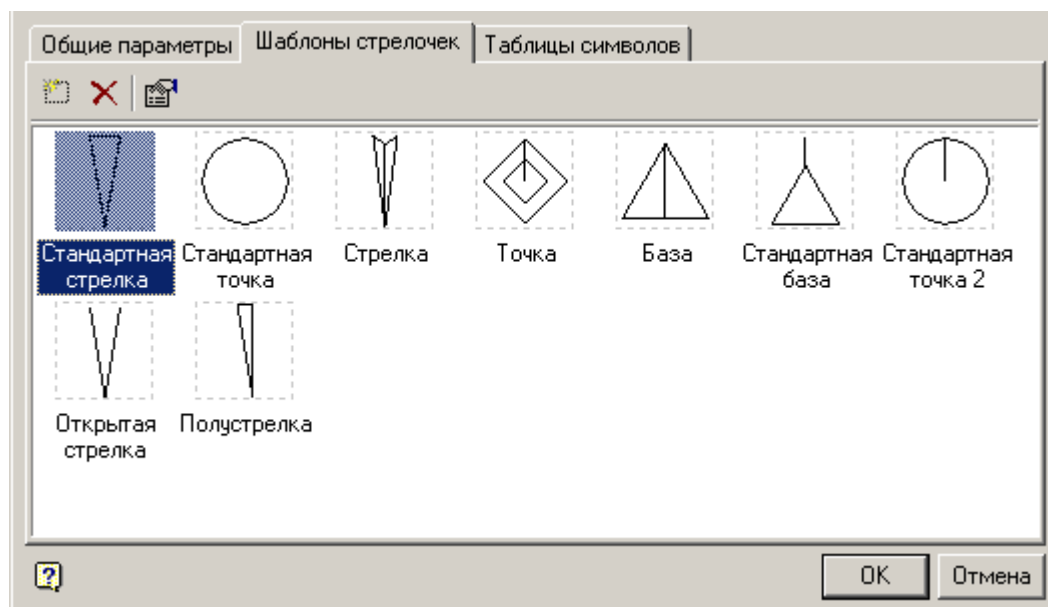 Общие параметры
Шаблоны стрелочек
Таблицы символов
Стандартная
стрелка
Стандартная
точка
Стрелка
Точка
База
Стандартная
база
Стандартная
точка 2
Открытая
стрелка
Полустрелка
OK
Отмена